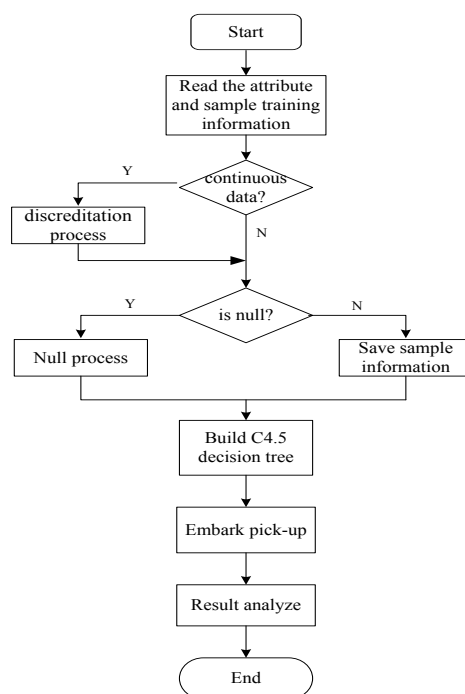 Start
Read the attribute
and sample training
information
continuous
data?
Y
discreditation
process
N
is null?
Y
N
Null process
Save sample
information
Build C4.5
decision tree
Embark pick-up
Result analyze
End